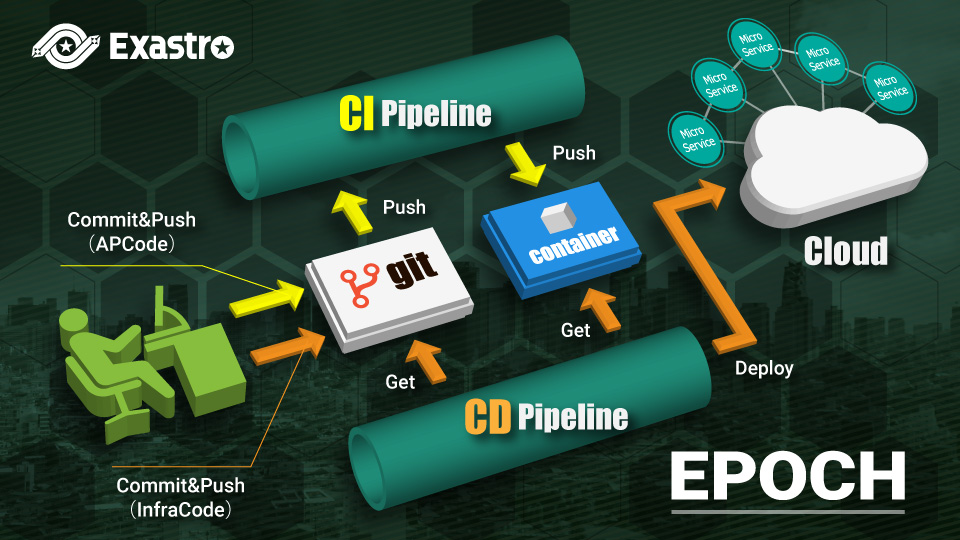 Exastro
CI Pipeline
Micro
Service
Micro
Service
Micro
Service
Micro
Service
Micro
Service
Push
Push
Commit&Push
（APCode）
git
container
Cloud
Get
Get
Deploy
CD Pipeline
Commit&Push
（InfraCode）
EPOCH